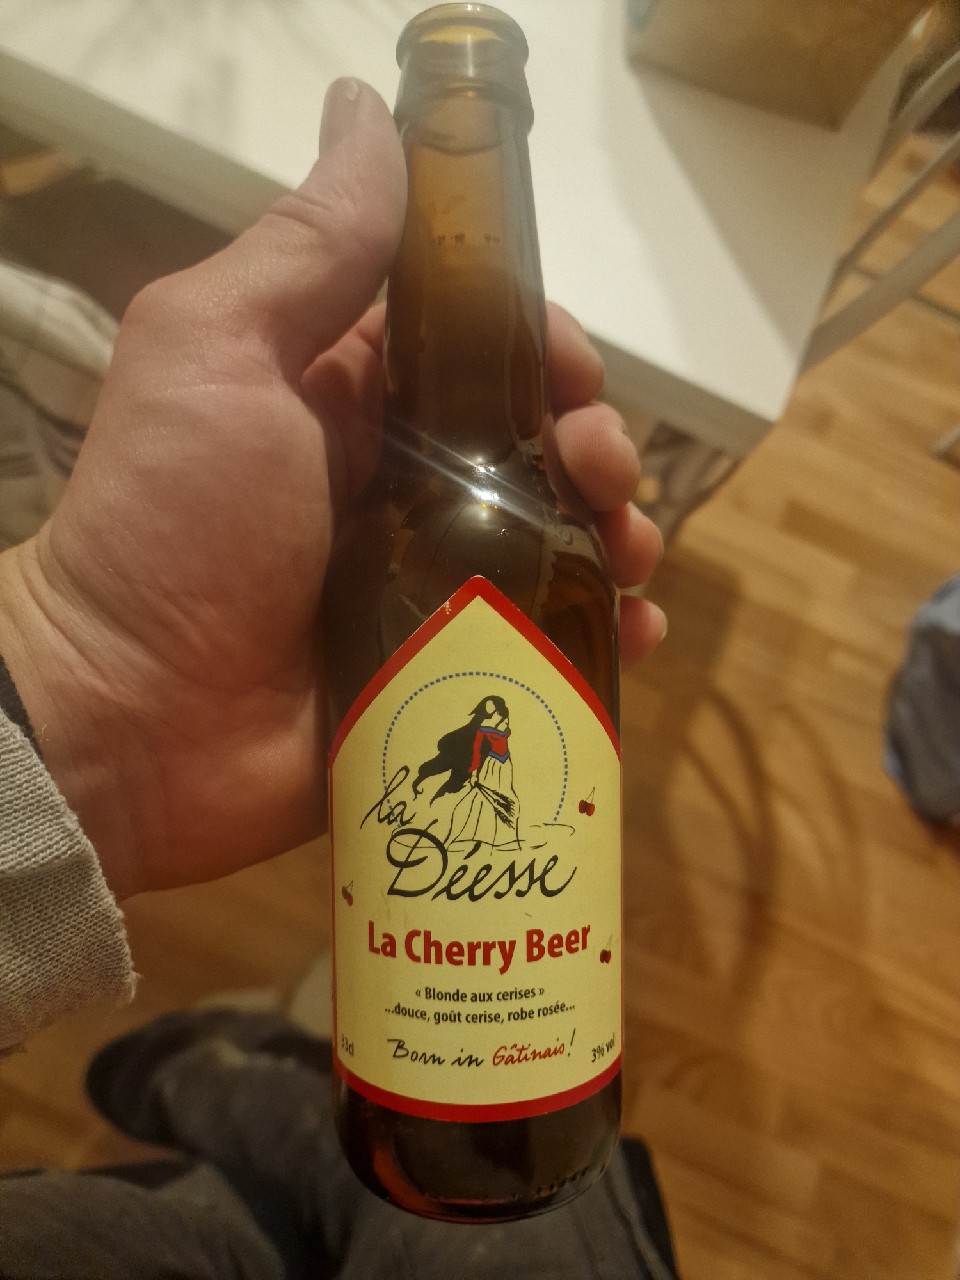 la
Déesse
La Cherry Beer
« Blonde aux cerises »
...douce, goût cerise, robe rosée...
33cl Born in Gâtinais! 3% vol